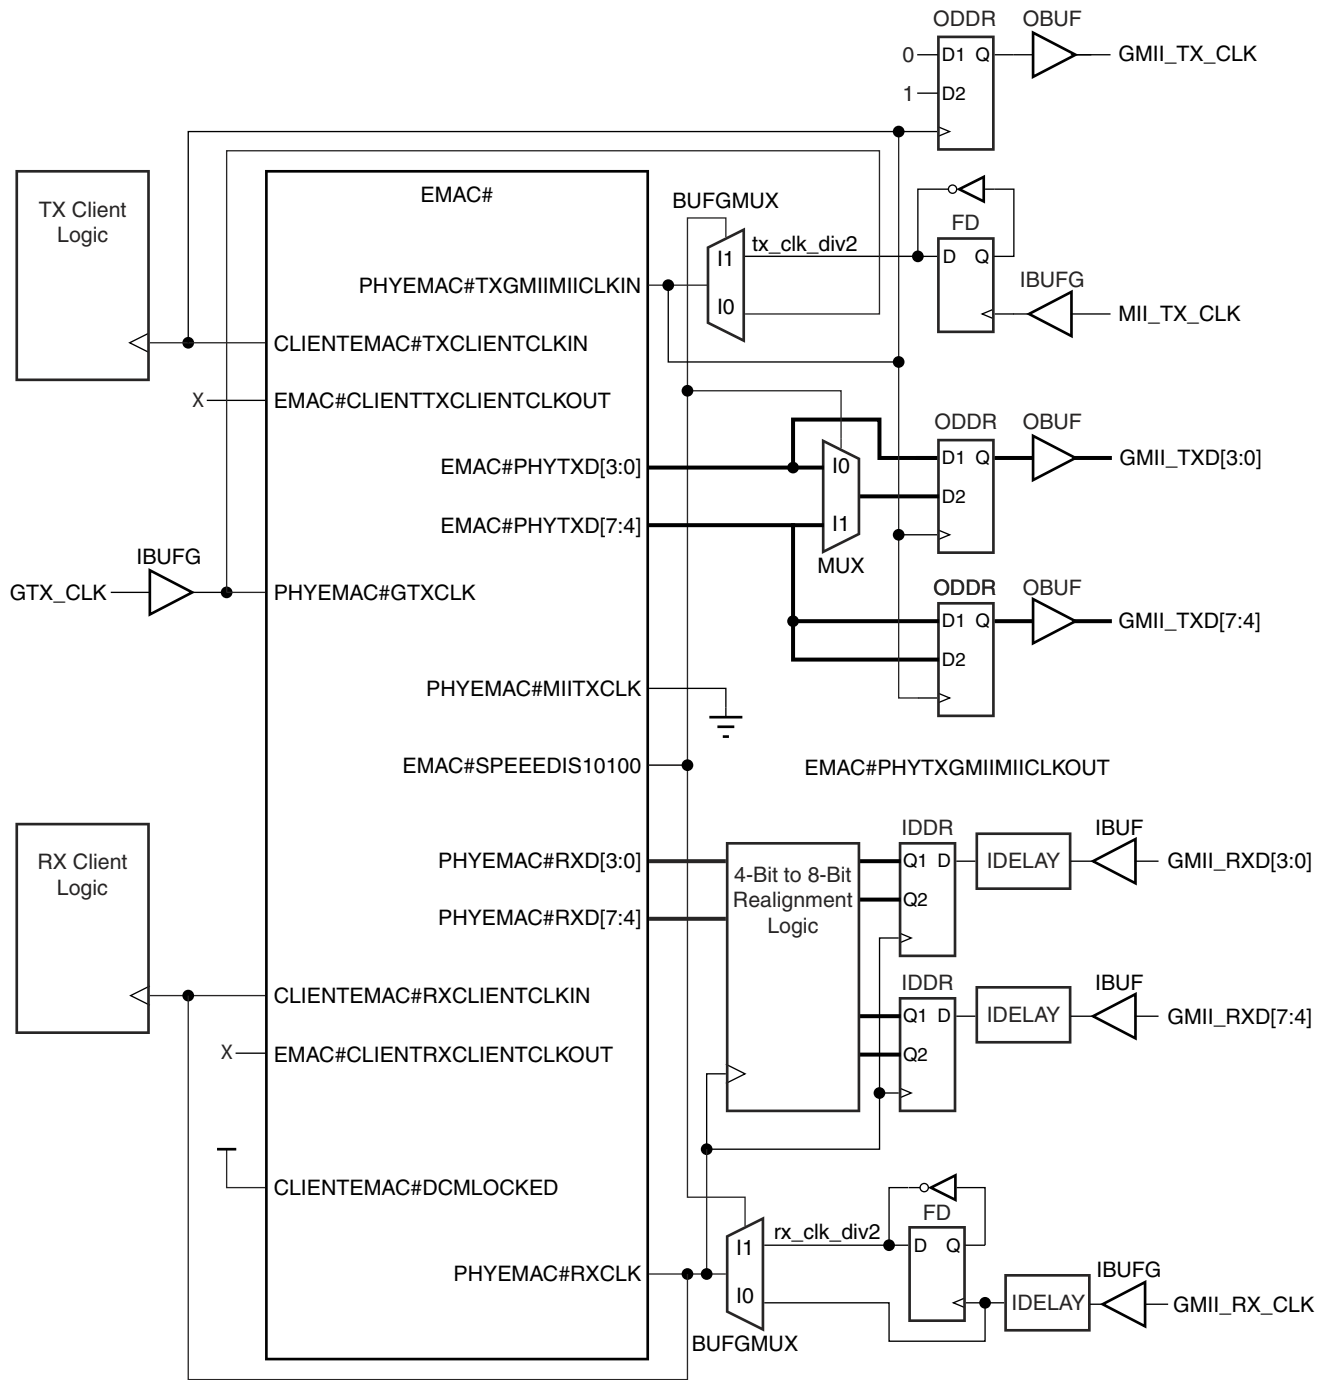 ODDR OBUF
0 D1 Q GMII_TX_CLK
1 D2
EMAC#
TX Client
Logic
BUFGMUX
FD
I1 tx_clk_div2 D Q
IBUFG
PHYEMAC#TXGMIIMIICLKIN
I0 MII_TX_CLK
CLIENTEMAC#TXCLIENTCLKIN
X EMAC#CLIENTTXCLIENTCLKOUT
ODDR OBUF
EMAC#PHYTXD[3:0] I0 D1 Q GMII_TXD[3:0]
D2
EMAC#PHYTXD[7:4] I1
MUX
IBUFG
GTX_CLK PHYEMAC#GTXCLK
ODDR OBUF
D1 Q GMII_TXD[7:4]
D2
PHYEMAC#MIITXCLK
EMAC#SPEEEDIS10100 EMAC#PHYTXGMIIMIICLKOUT
RX Client
Logic
IDDR IBUF
PHYEMAC#RXD[3:0] 4-Bit to 8-Bit
Realignment
Logic
Q1 D IDELAY GMII_RXD[3:0]
Q2
PHYEMAC#RXD[7:4]
IDDR IBUF
CLIENTEMAC#RXCLIENTCLKIN
Q1 D IDELAY GMII_RXD[7:4]
Q2
X EMAC#CLIENTRXCLIENTCLKOUT
CLIENTEMAC#DCMLOCKED
FD
I1 rx_clk_div2 D Q
PHYEMAC#RXCLK
IBUFG
I0 IDELAY GMII_RX_CLK
BUFGMUX